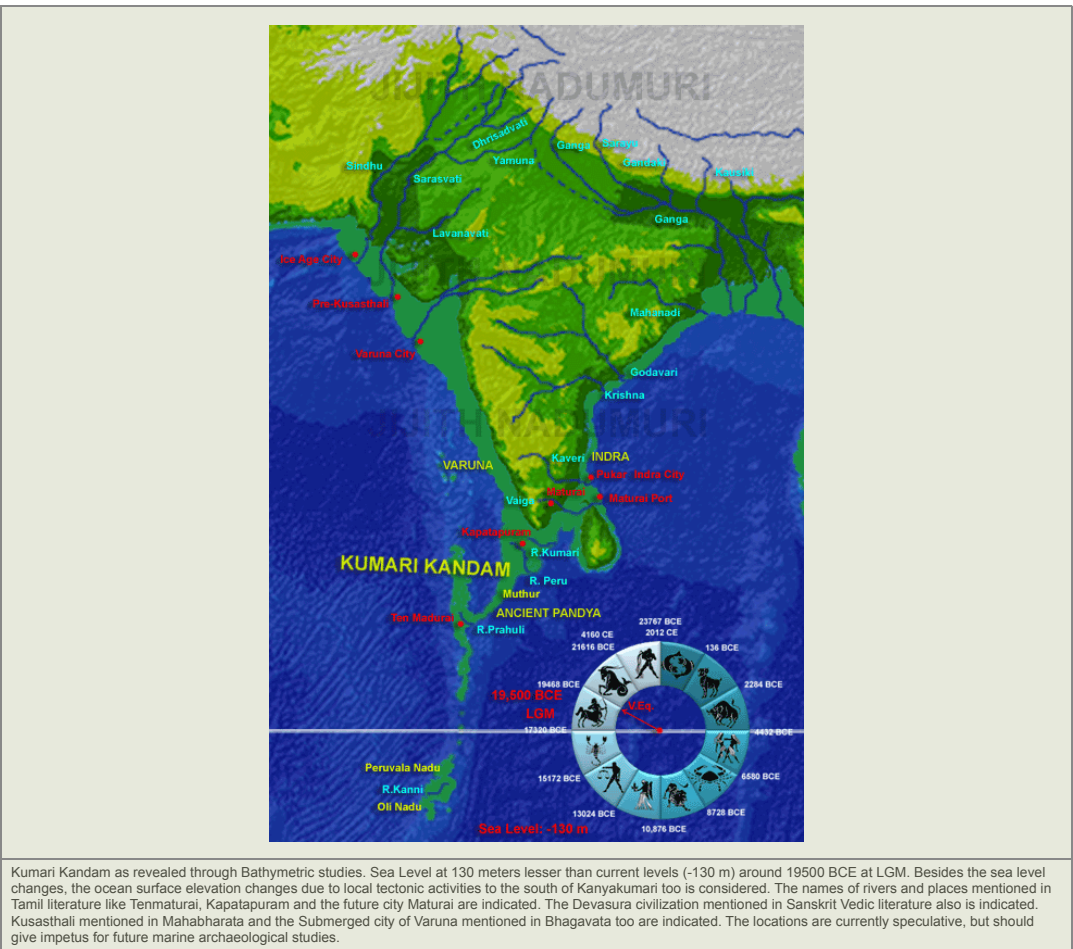 JIJITH NADUMURI
Dhrisadvati
Ganga
Sarayu
Sindhu
Yamuna
Gandaki
Kausiki
Sarasvati
Ganga
Lavanavati
Ice Age City
Pre-Kusasthali
Mahanadi
Varuna City
Godavari
Krishna
JIJITH NADUMURI
Kaveri
INDRA
VARUNA
Pukar Indra City
Vaigai
Maturai
Maturai Port
Kapatapuram
R.Kumari
KUMARI KANDAM
R. Peru
Muthur
ANCIENT PANDYA
Ten Madurai
R.Prahuli
23767 BCE
4160 CE
2012 CE
21616 BCE
136 BCE
19468 BCE
2284 BCE
19,500 BCE
LGM
V.Eq.
17320 BCE
4432 BCE
Peruvala Nadu
15172 BCE
6580 BCE
R.Kanni
Oli Nadu
13024 BCE
8728 BCE
Sea Level: -130 m
10,876 BCE
Kumari Kandam as revealed through Bathymetric studies. Sea Level at 130 meters lesser than current levels (-130 m) around 19500 BCE at LGM. Besides the sea level
changes, the ocean surface elevation changes due to local tectonic activities to the south of Kanyakumari too is considered. The names of rivers and places mentioned in
Tamil literature like Tenmaturai, Kapatapuram and the future city Maturai are indicated. The Devasura civilization mentioned in Sanskrit Vedic literature also is indicated.
Kusasthali mentioned in Mahabharata and the Submerged city of Varuna mentioned in Bhagavata too are indicated. The locations are currently speculative, but should
give impetus for future marine archaeological studies.